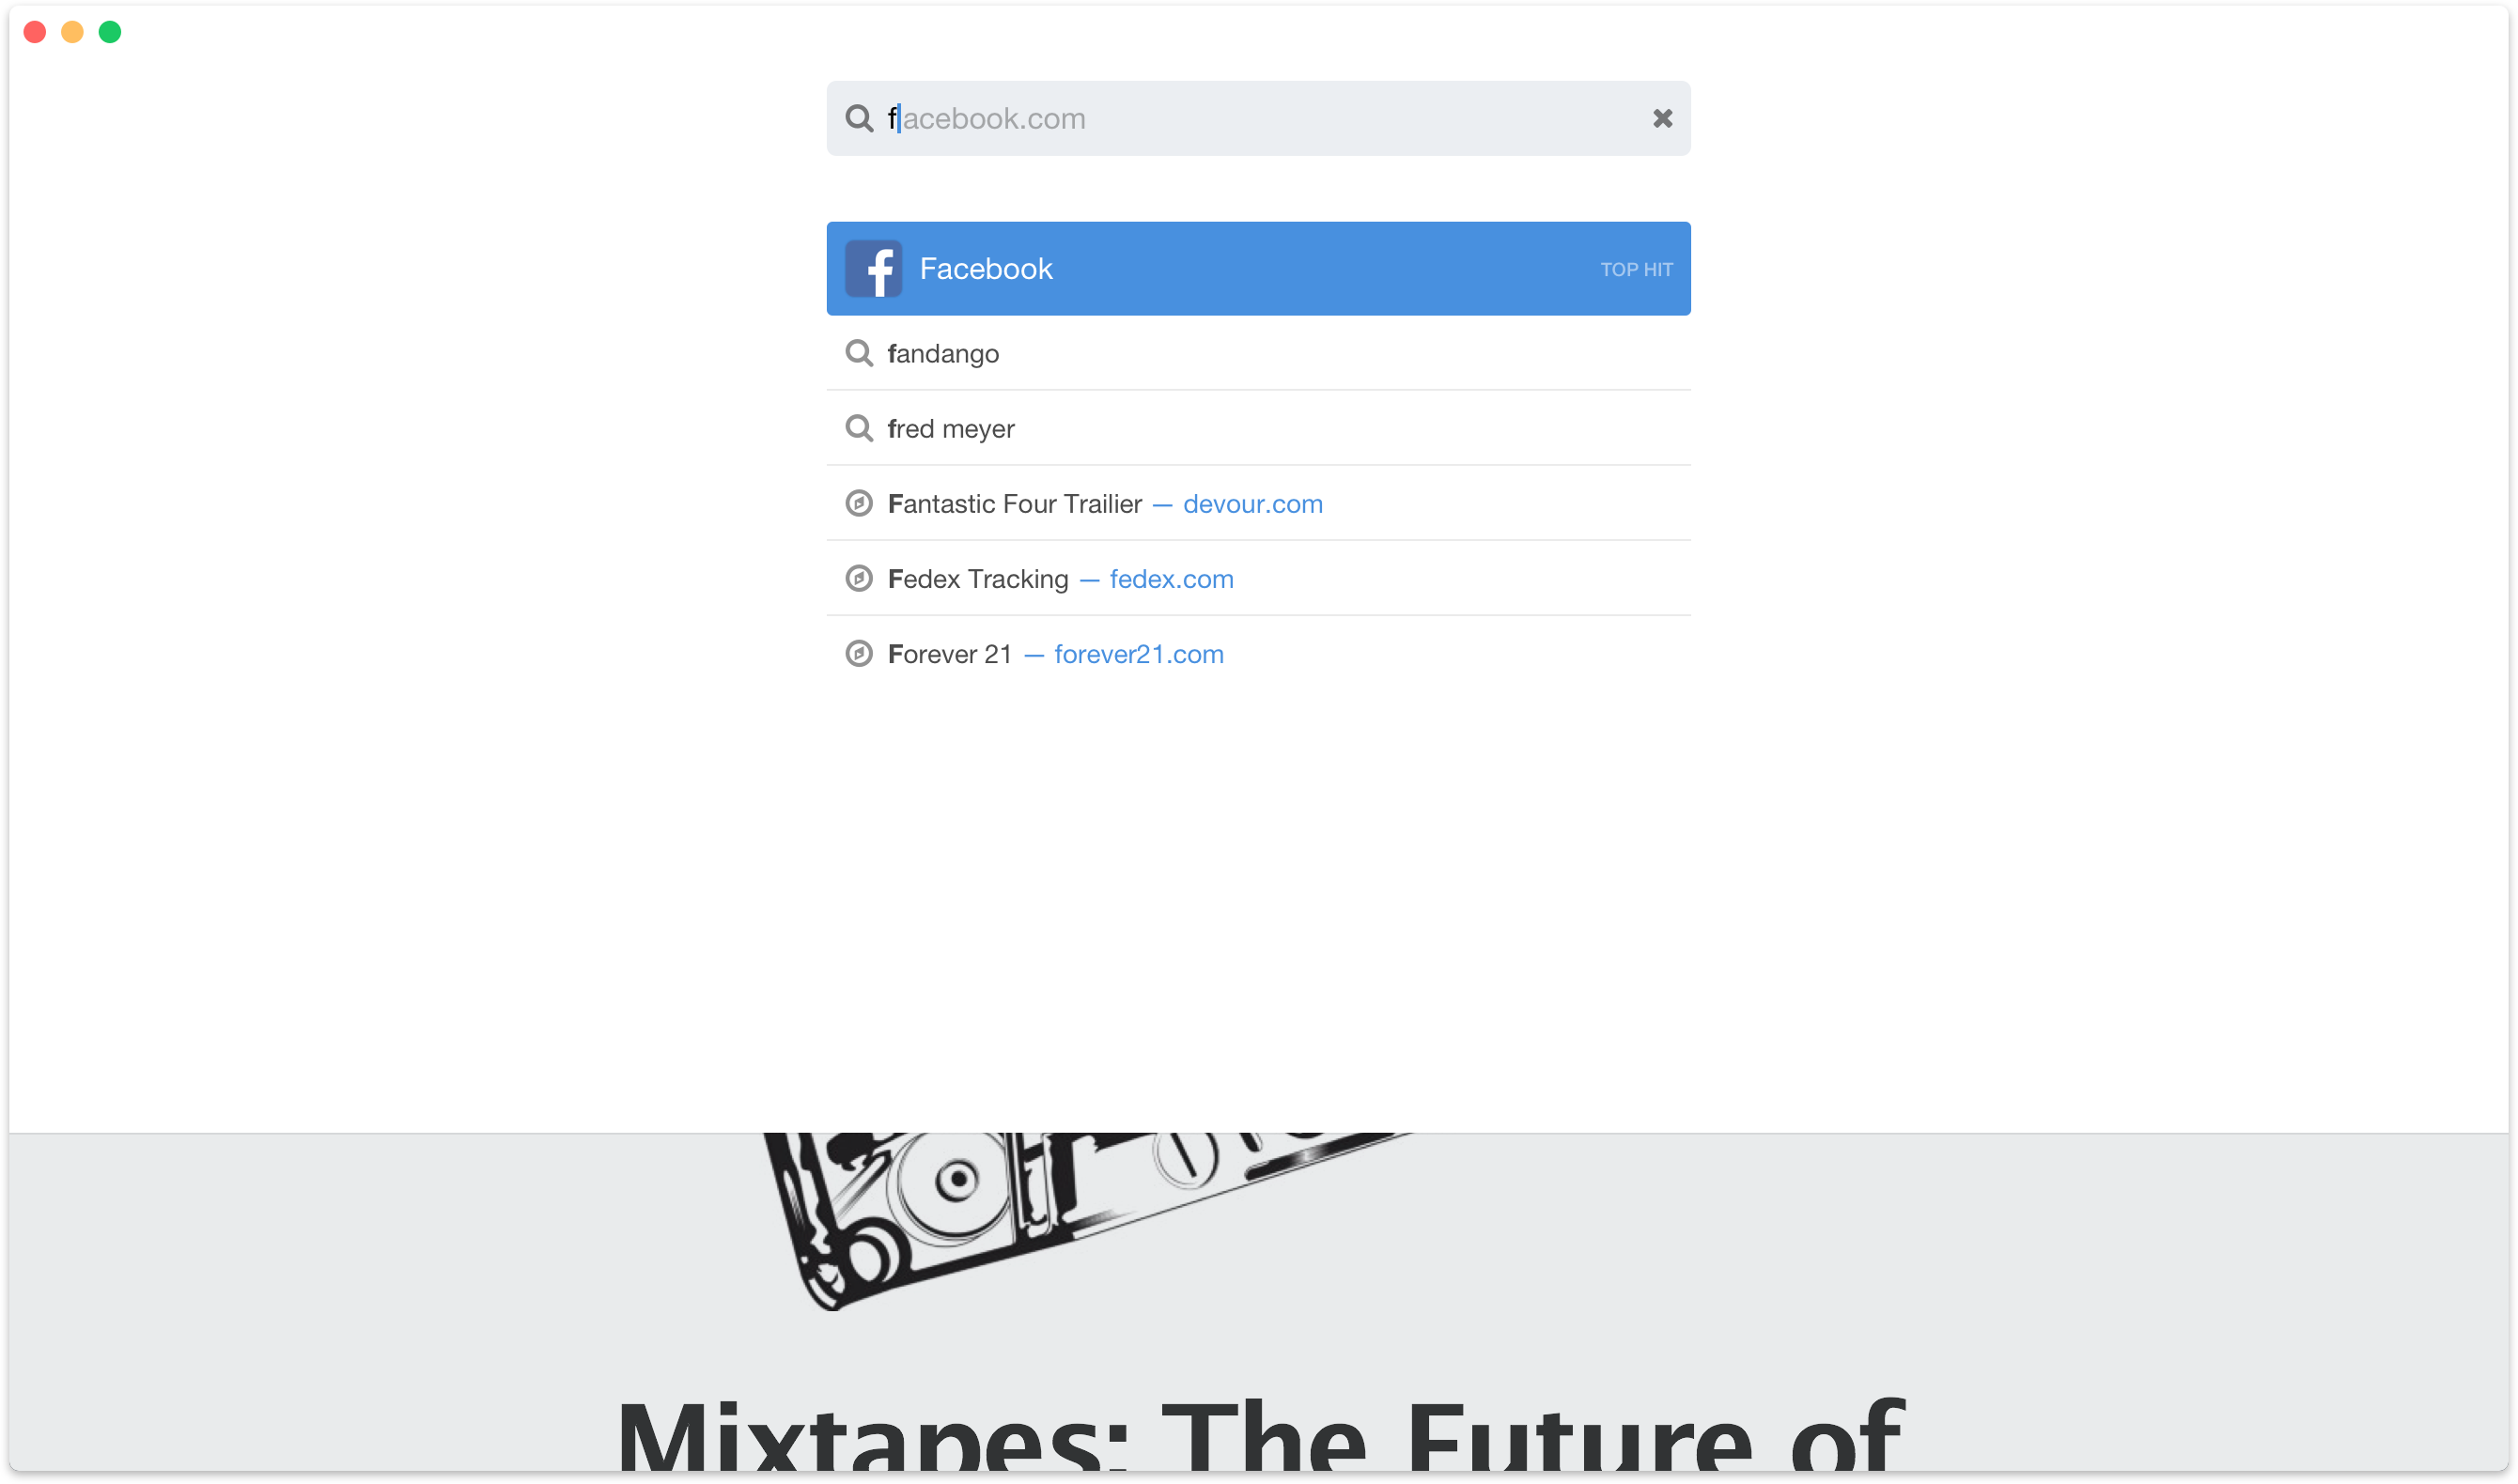 facebook.com
Facebook TOP HIT
fandango
fred meyer
Fantastic Four Trailier — devour.com
Fedex Tracking — fedex.com
Forever 21 — forever21.com
Mixtapes: The Future of